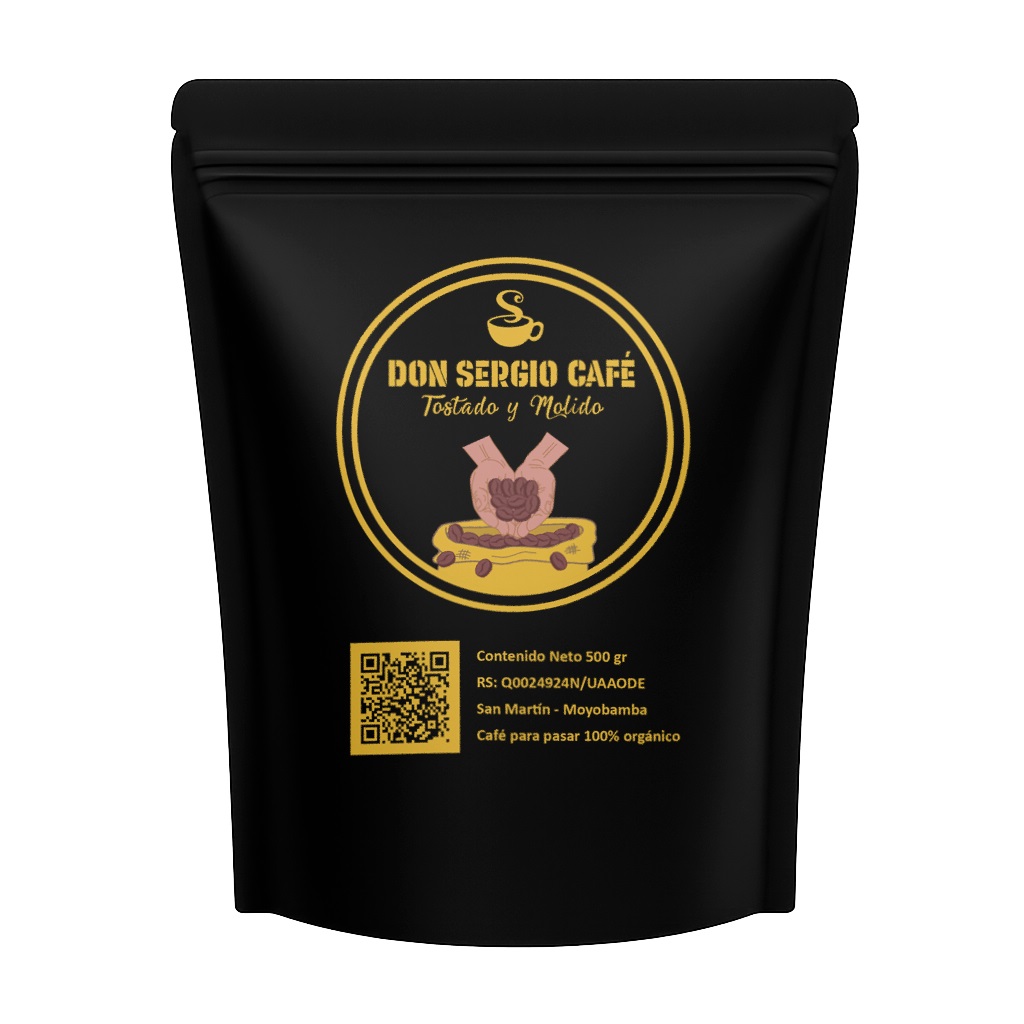 S
DON SERGIO CAFÉ
Tostado y Molido
Contenido Neto 500 gr
RS: Q0024924N/UAAODE
San Martín - Moyobamba
Café para pasar 100% orgánico